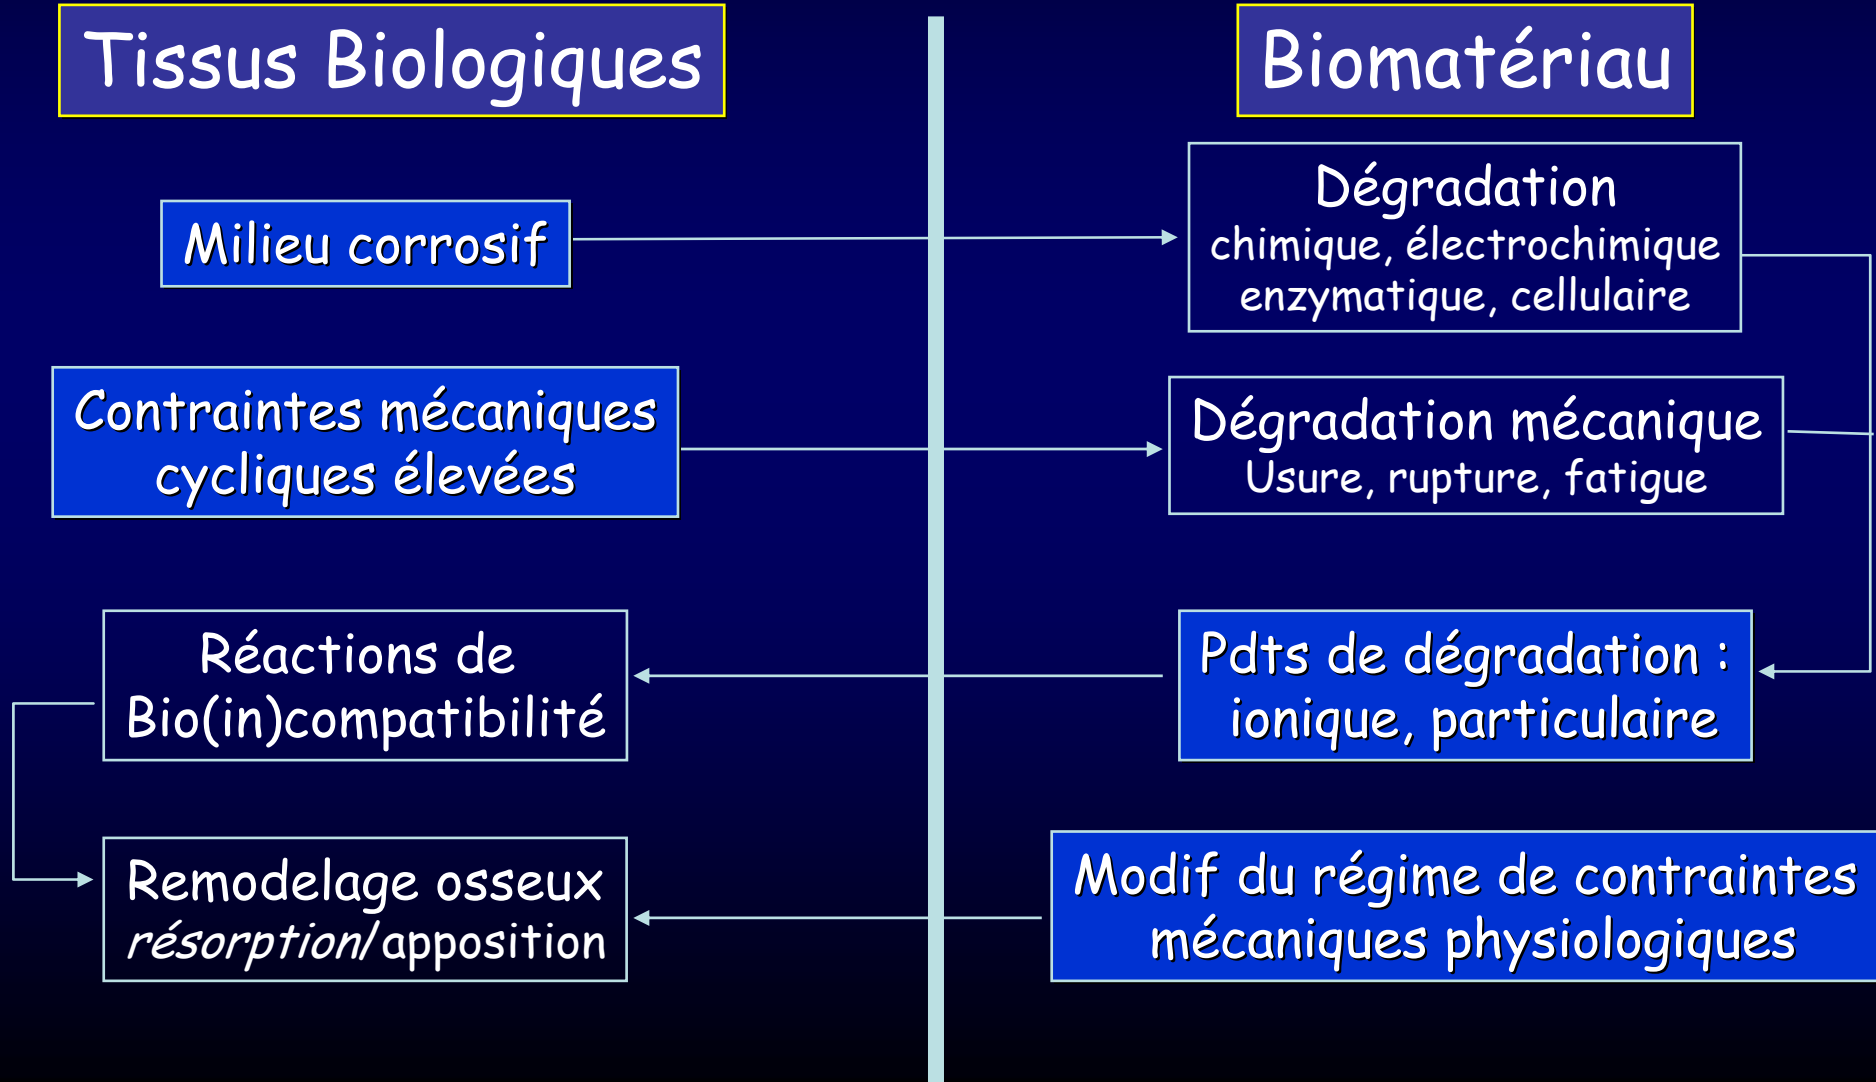 Tissus Biologiques
Biomatériau
Milieu corrosif
Dégradation
chimique, électrochimique
enzymatique, cellulaire
Contraintes mécaniques
cycliques élevées
Dégradation mécanique
Usure, rupture, fatigue
Réactions de
Bio(in)compatibilité
Pdts de dégradation :
ionique, particulaire
Remodelage osseux
résorption/apposition
Modif du régime de contraintes
mécaniques physiologiques